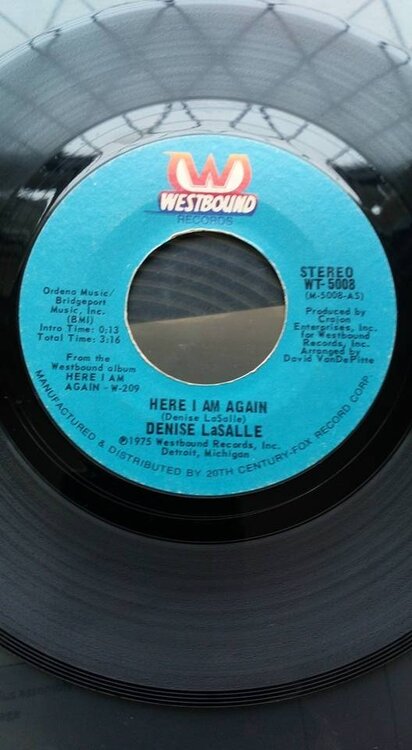 W
WESTBOUND
RECORDS
STEREO
WT-5008
(M-5008-AS)
Produced by
Crajon
Enterprises, Inc.
for Westbound
Records, Inc.
Arranged by
David VanDePitte
Ordeno Music/
Bridgeport
Music, Inc.
(BMI)
Intro Time: 0:13
Total Time: 3:16
From the
Westbound album
HERE I AM
AGAIN - W-209
HERE I AM AGAIN
(Denise LaSalle)
DENISE LaSALLE
℗1975 Westbound Records, Inc.
Detroit, Michigan
MANUFACTURED & DISTRIBUTED BY 20TH CENTURY-FOX RECORD CORP.